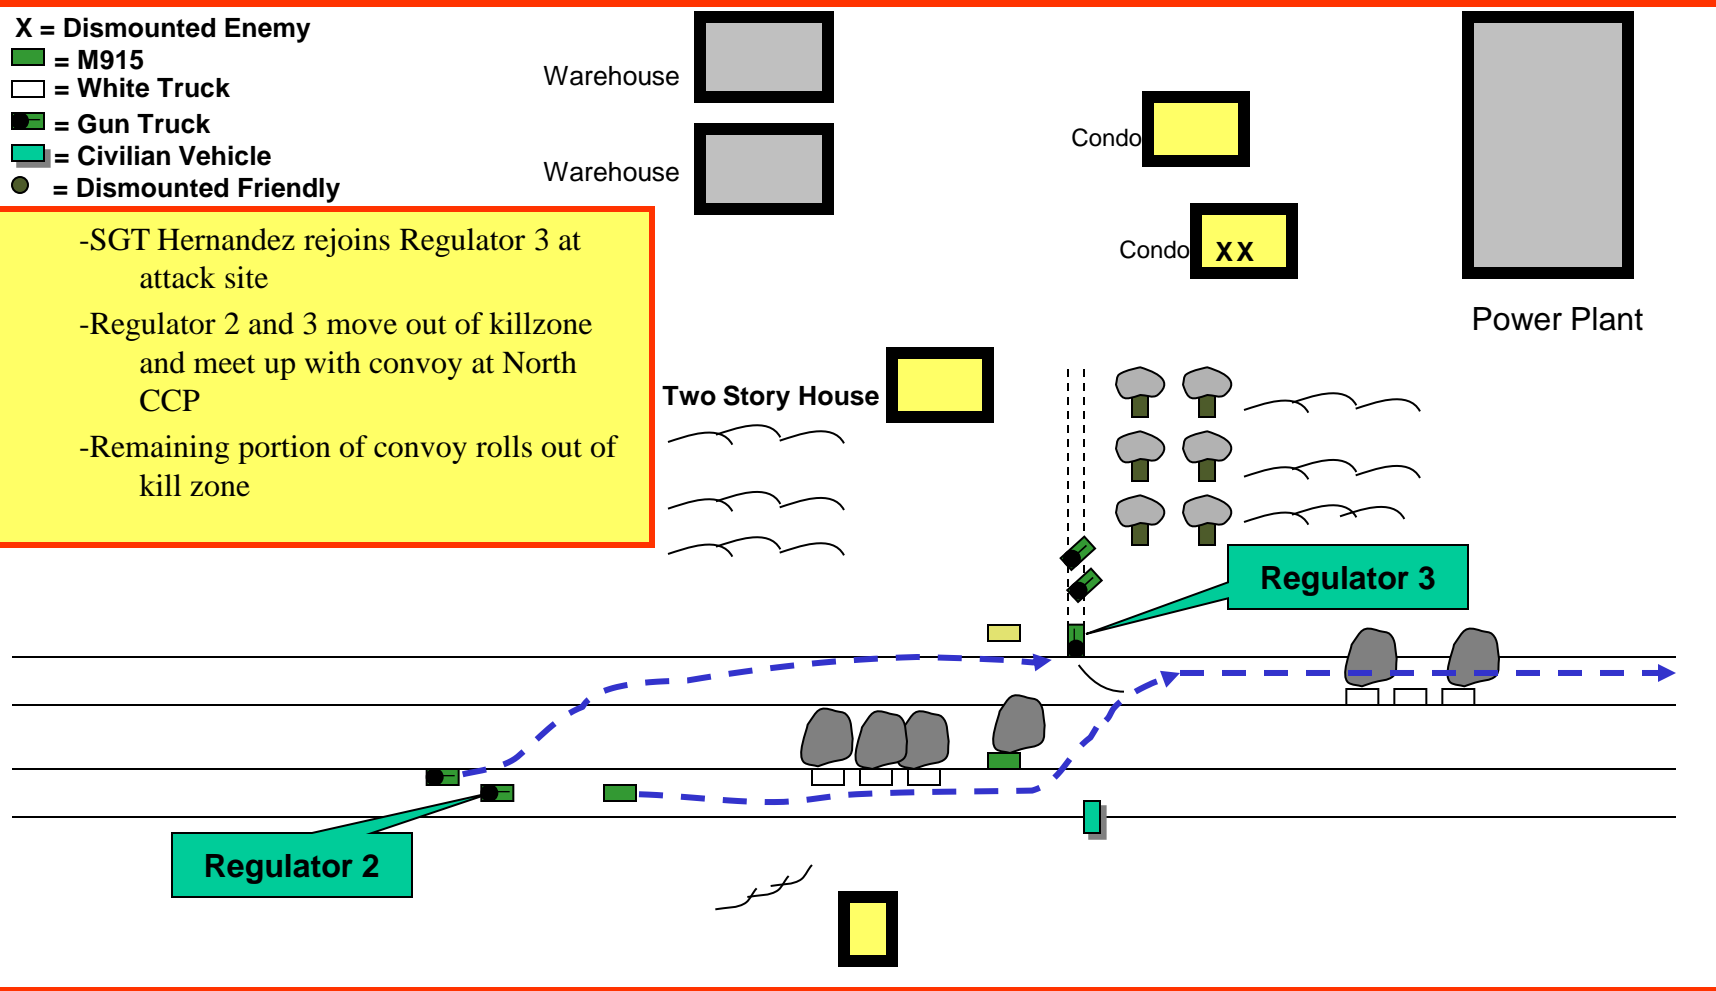 X = Dismounted Enemy
= M915
= White Truck
= Gun Truck
= Civilian Vehicle
= Dismounted Friendly
Warehouse
Warehouse
Condo
Condo
XX
Power Plant
-SGT Hernandez rejoins Regulator 3 at
attack site
-Regulator 2 and 3 move out of killzone
and meet up with convoy at North
CCP
-Remaining portion of convoy rolls out of
kill zone
Two Story House
Regulator 3
Regulator 2